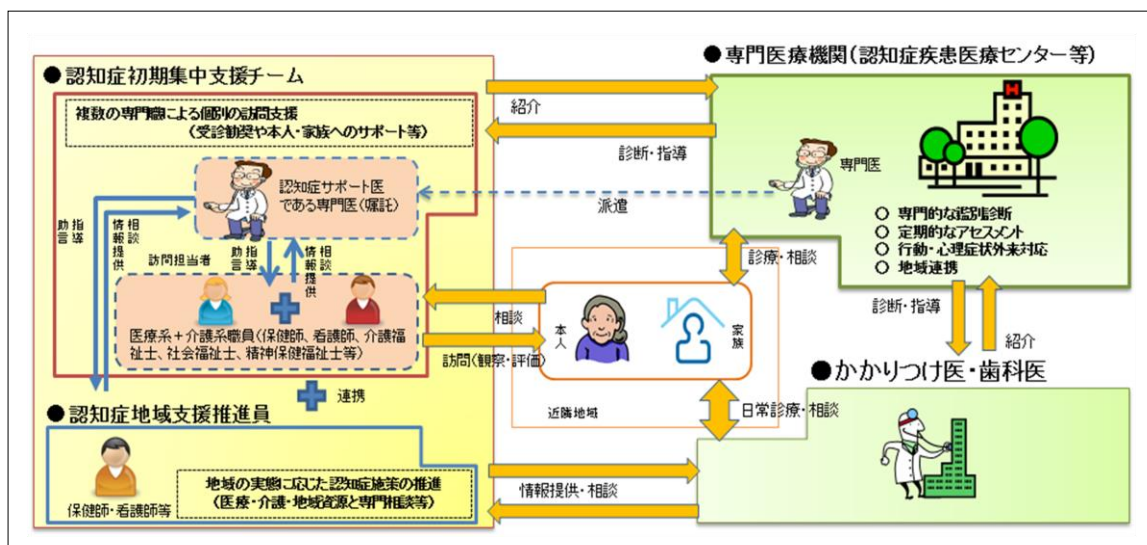 ●認知症初期集中支援チーム
複数の専門職による個別の訪問支援
(受診勧奨や本人・家族へのサポート等)
認知症サポート医
である専門医(嘱託)
指導
助言
相談
情報提供
訪問担当者
指導
助言
相談
情報提供
医療系+介護系職員(保健師、看護師、介護福
祉士、社会福祉士、精神保健福祉士等)
連携
●認知症地域支援推進員
保健師・看護師等
地域の実態に応じた認知症施策の推進
(医療・介護・地域資源と専門相談等)
紹介
診断・指導
派遣
相談
訪問(観察・評価)
本人
家族
近隣地域
診療・相談
日常診療・相談
情報提供・相談
●専門医療機関(認知症疾患医療センター等)
H
専門医
○ 専門的な鑑別診断
○ 定期的なアセスメント
○ 行動・心理症状外来対応
○ 地域連携
診断・指導
紹介
●かかりつけ医・歯科医